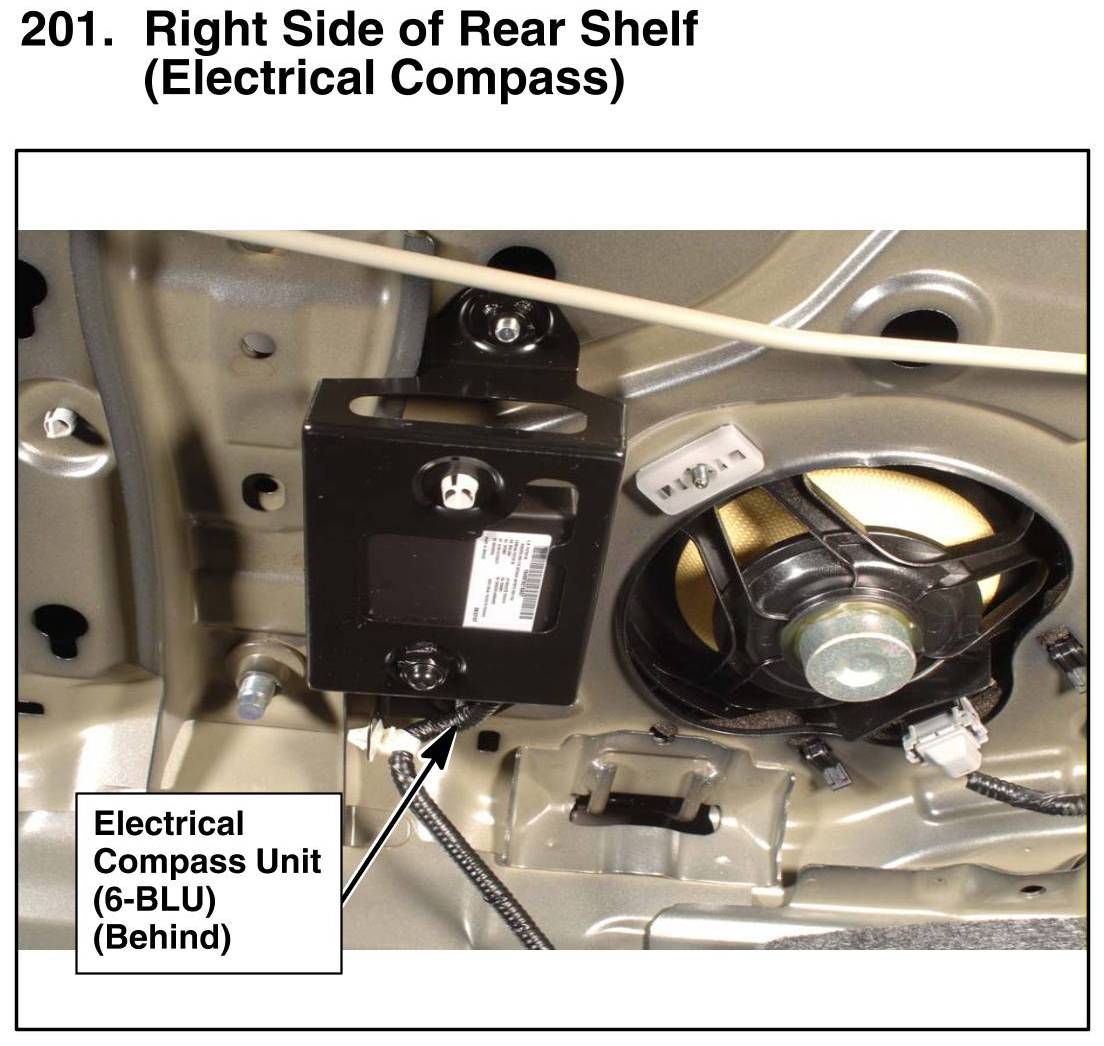 201. Right Side of Rear Shelf
(Electrical Compass)
Electrical
Compass Unit
(6-BLU)
(Behind)